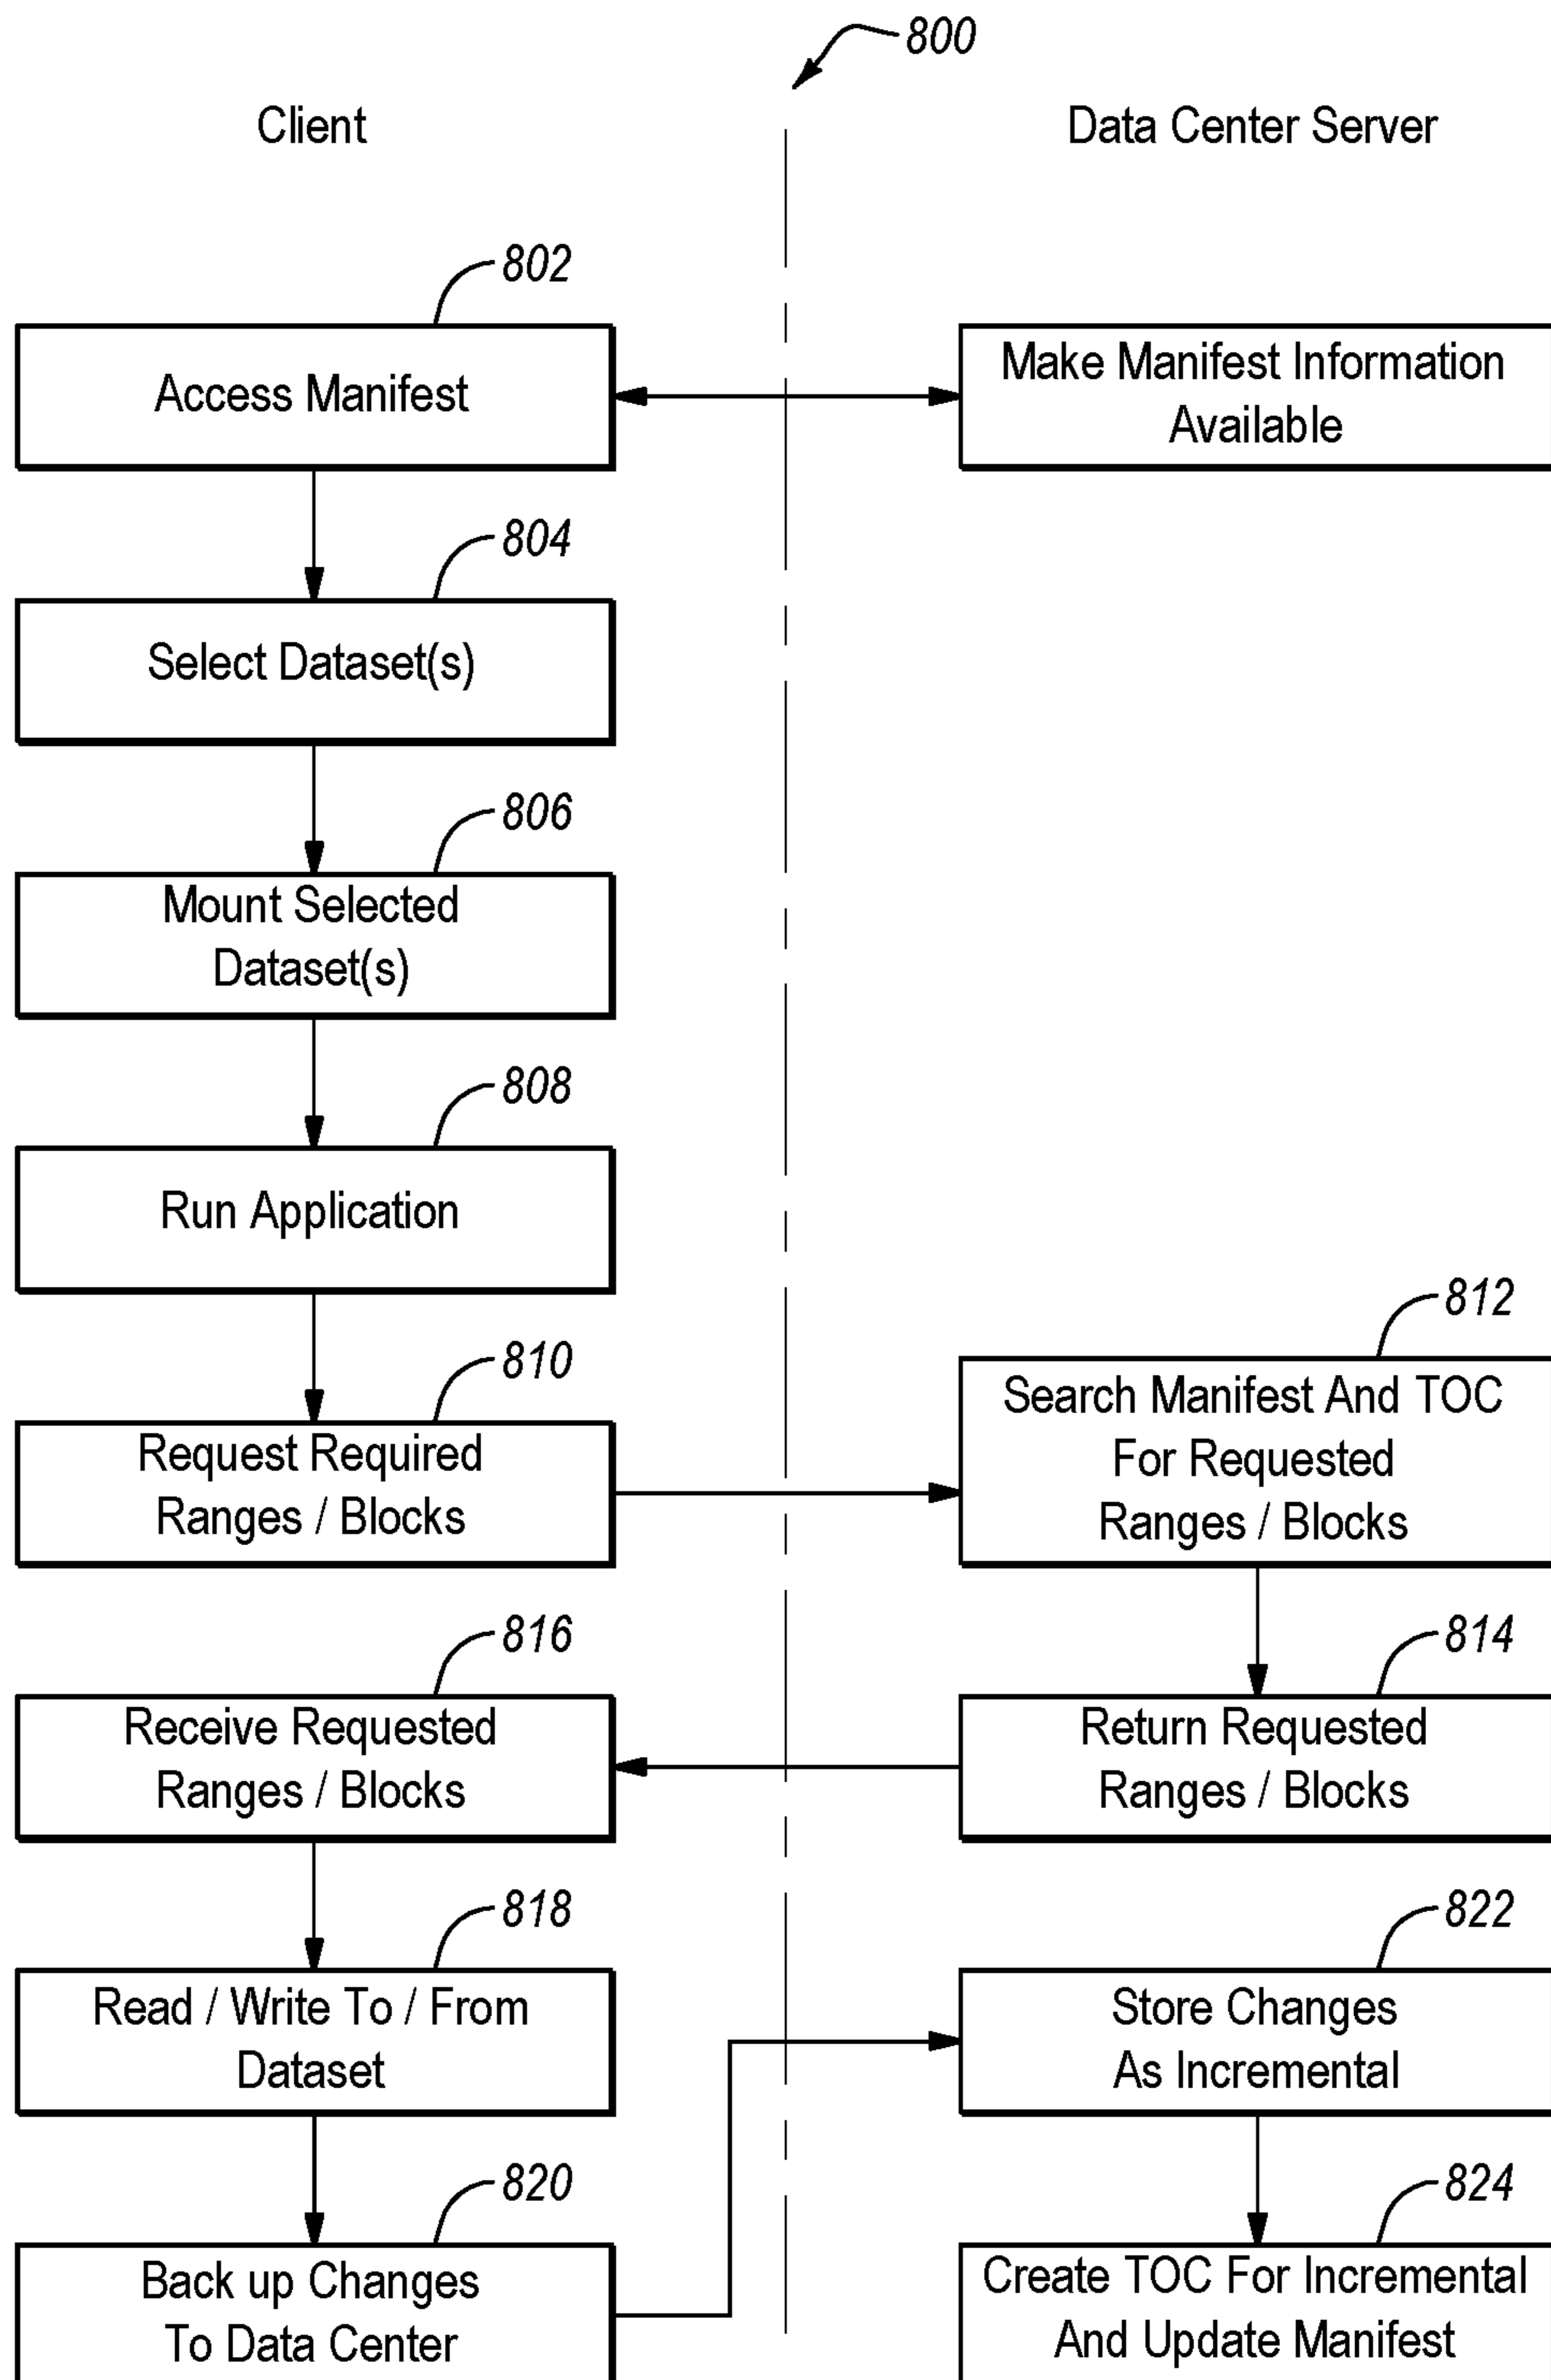 800
Client
Data Center Server
802
Access Manifest
Make Manifest Information
Available
804
Select Dataset(s)
806
Mount Selected
Dataset(s)
808
Run Application
810
Request Required
Ranges / Blocks
812
Search Manifest And TOC
For Requested
Ranges / Blocks
814
Return Requested
Ranges / Blocks
816
Receive Requested
Ranges / Blocks
818
Read / Write To / From
Dataset
820
Back up Changes
To Data Center
822
Store Changes
As Incremental
824
Create TOC For Incremental
And Update Manifest